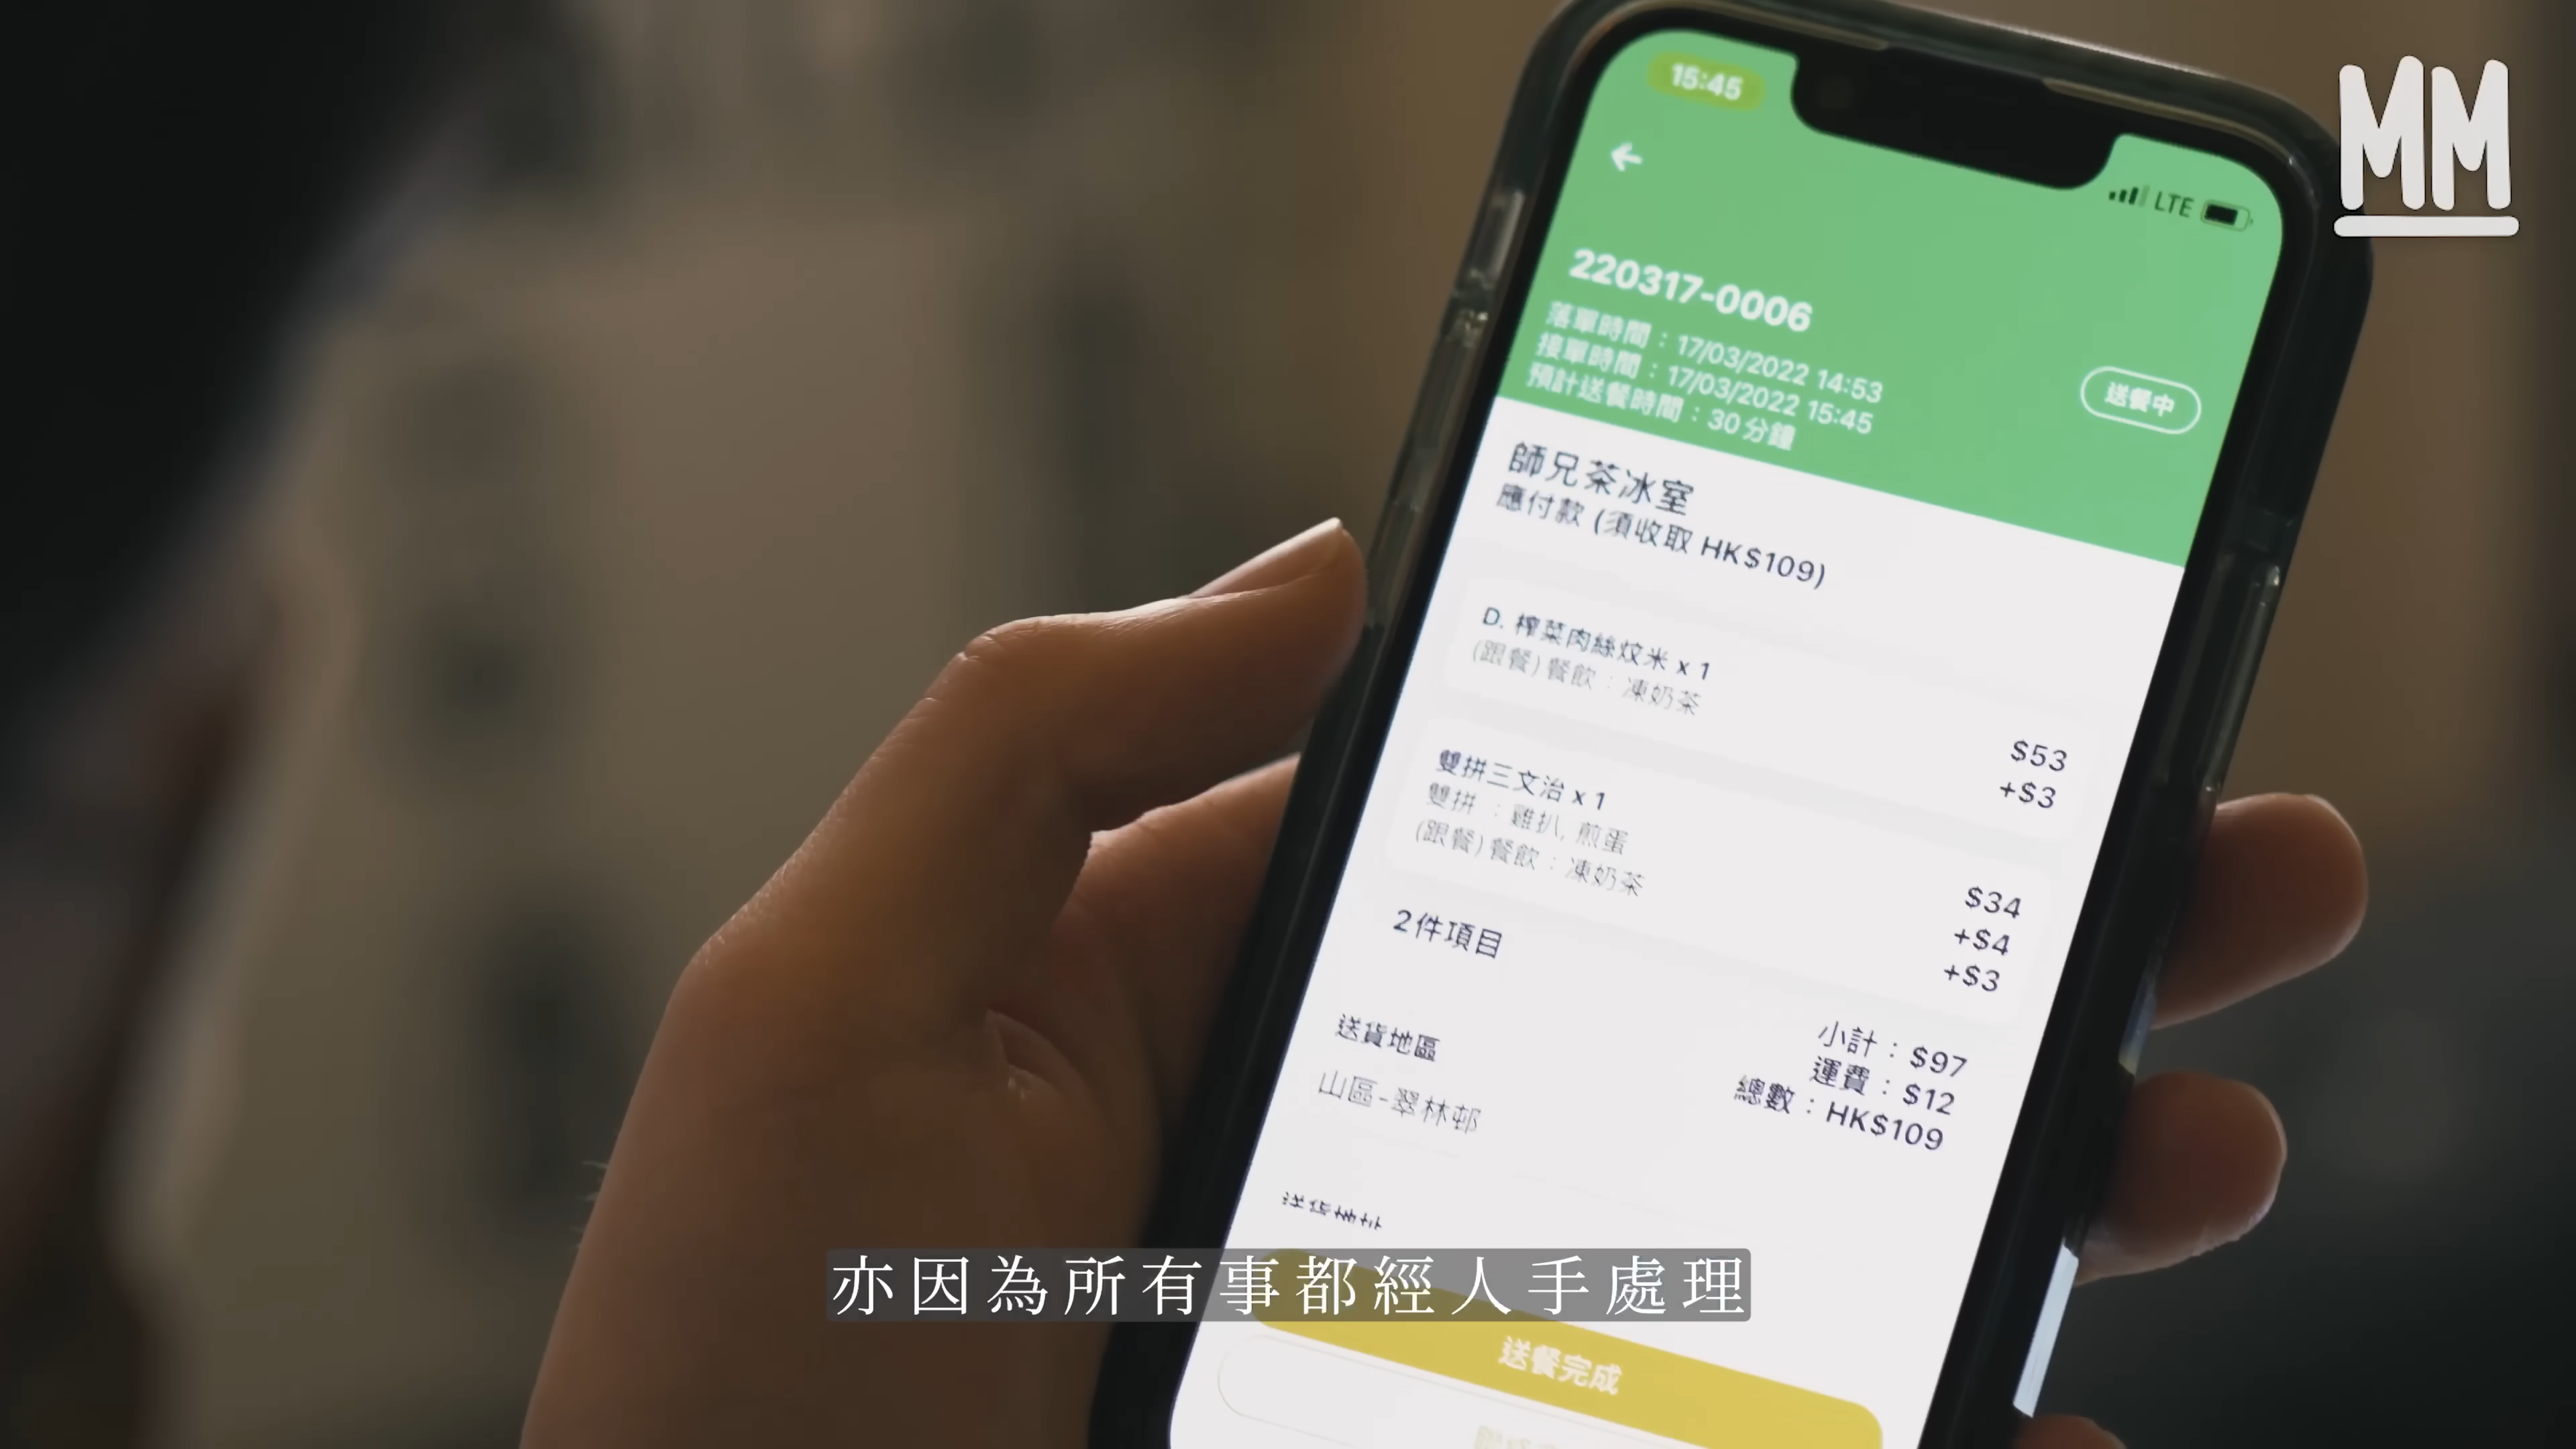 MM
15:45
LTE
220317-0006
落單時間：17/03/2022 14:53
接單時間：17/03/2022 15:45
預計送餐時間：30分鐘
送餐中
師兄茶冰室
應付款 (須收取 HK$109)
D. 榨菜肉絲炆米 x 1
$53
(跟餐) 餐飲：凍奶茶
+$3
雙拼三文治 x 1
$34
雙拼：雞扒, 煎蛋
+$4
(跟餐) 餐飲：凍奶茶
+$3
2件項目
小計：$97
運費：$12
總數：HK$109
送貨地區
山區-翠林邨
亦因為所有事都經人手處理
送餐完成